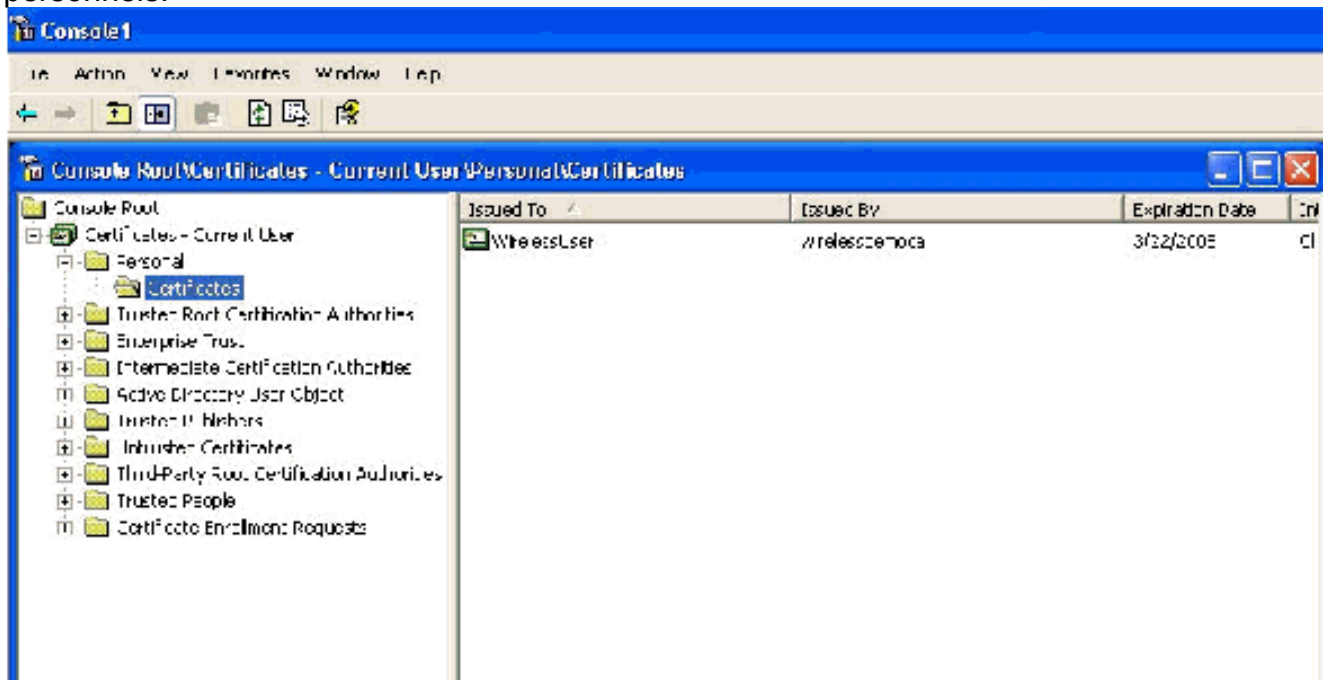 personnels.
Console1
Action View Favorites Window Help
Console Root\Certificates - Current User\Personal\Certificates
Console Root
Certificates - Current User
Personal
Certificates
Trusted Root Certification Authorities
Enterprise Trust
Intermediate Certification Authorities
Active Directory User Object
Trusted Publishers
Untrusted Certificates
Third-Party Root Certification Authorities
Trusted People
Certificate Enrollment Requests
Issued To Issued By Expiration Date
WirelessUser wirelessdemoca